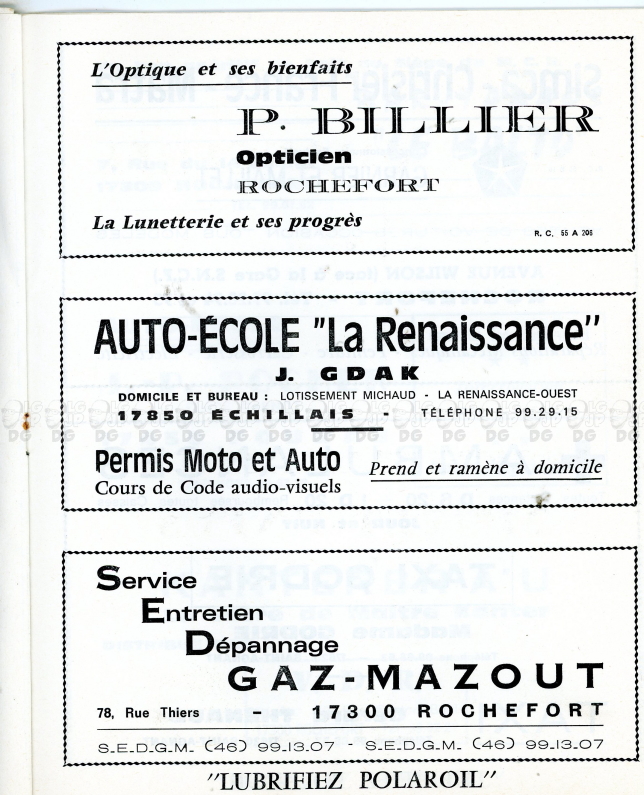 L'Optique et ses bienfaits
P. BILLIER
Opticien
ROCHEFORT
La Lunetterie et ses progrès
R. C. 55 A 206
AUTO-ÉCOLE "La Renaissance"
J. GDAK
DOMICILE ET BUREAU : LOTISSEMENT MICHAUD - LA RENAISSANCE-OUEST
17850 ÉCHILLAIS - TÉLÉPHONE 99.29.15
Permis Moto et Auto
Prend et ramène à domicile
Cours de Code audio-visuels
Service
Entretien
Dépannage
GAZ-MAZOUT
78, Rue Thiers - 17300 ROCHEFORT
S.E.D.G.M. (46) 99.13.07 - S.E.D.G.M. (46) 99.13.07
"LUBRIFIEZ POLAROIL"